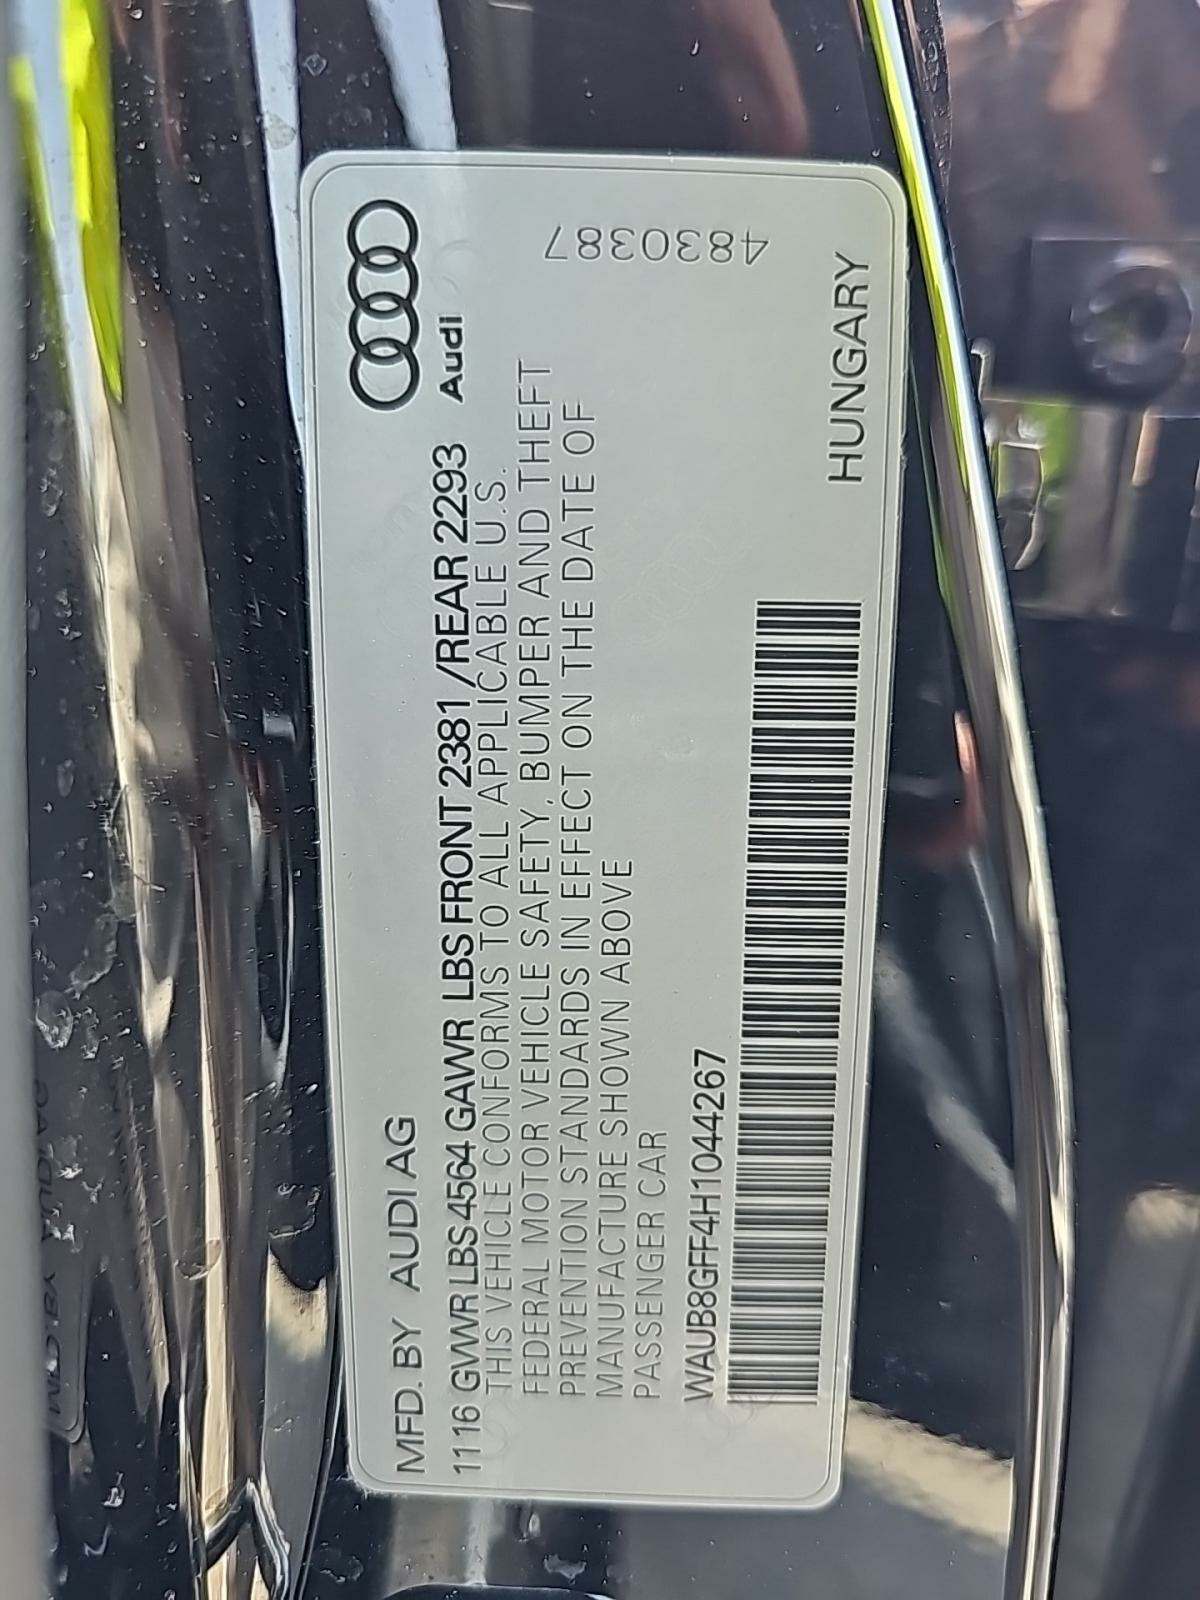 MFD. BY AUDI AG
Audi
1116 GWWR LBS 4564 GAWR LBS FRONT 2381 /REAR 2293
THIS VEHICLE CONFORMS TO ALL APPLICABLE U.S.
FEDERAL MOTOR VEHICLE SAFETY, BUMPER AND THEFT
PREVENTION STANDARDS IN EFFECT ON THE DATE OF
MANUFACTURE SHOWN ABOVE
PASSENGER CAR
4830387
WAUB8GFF4H1044267
HUNGARY